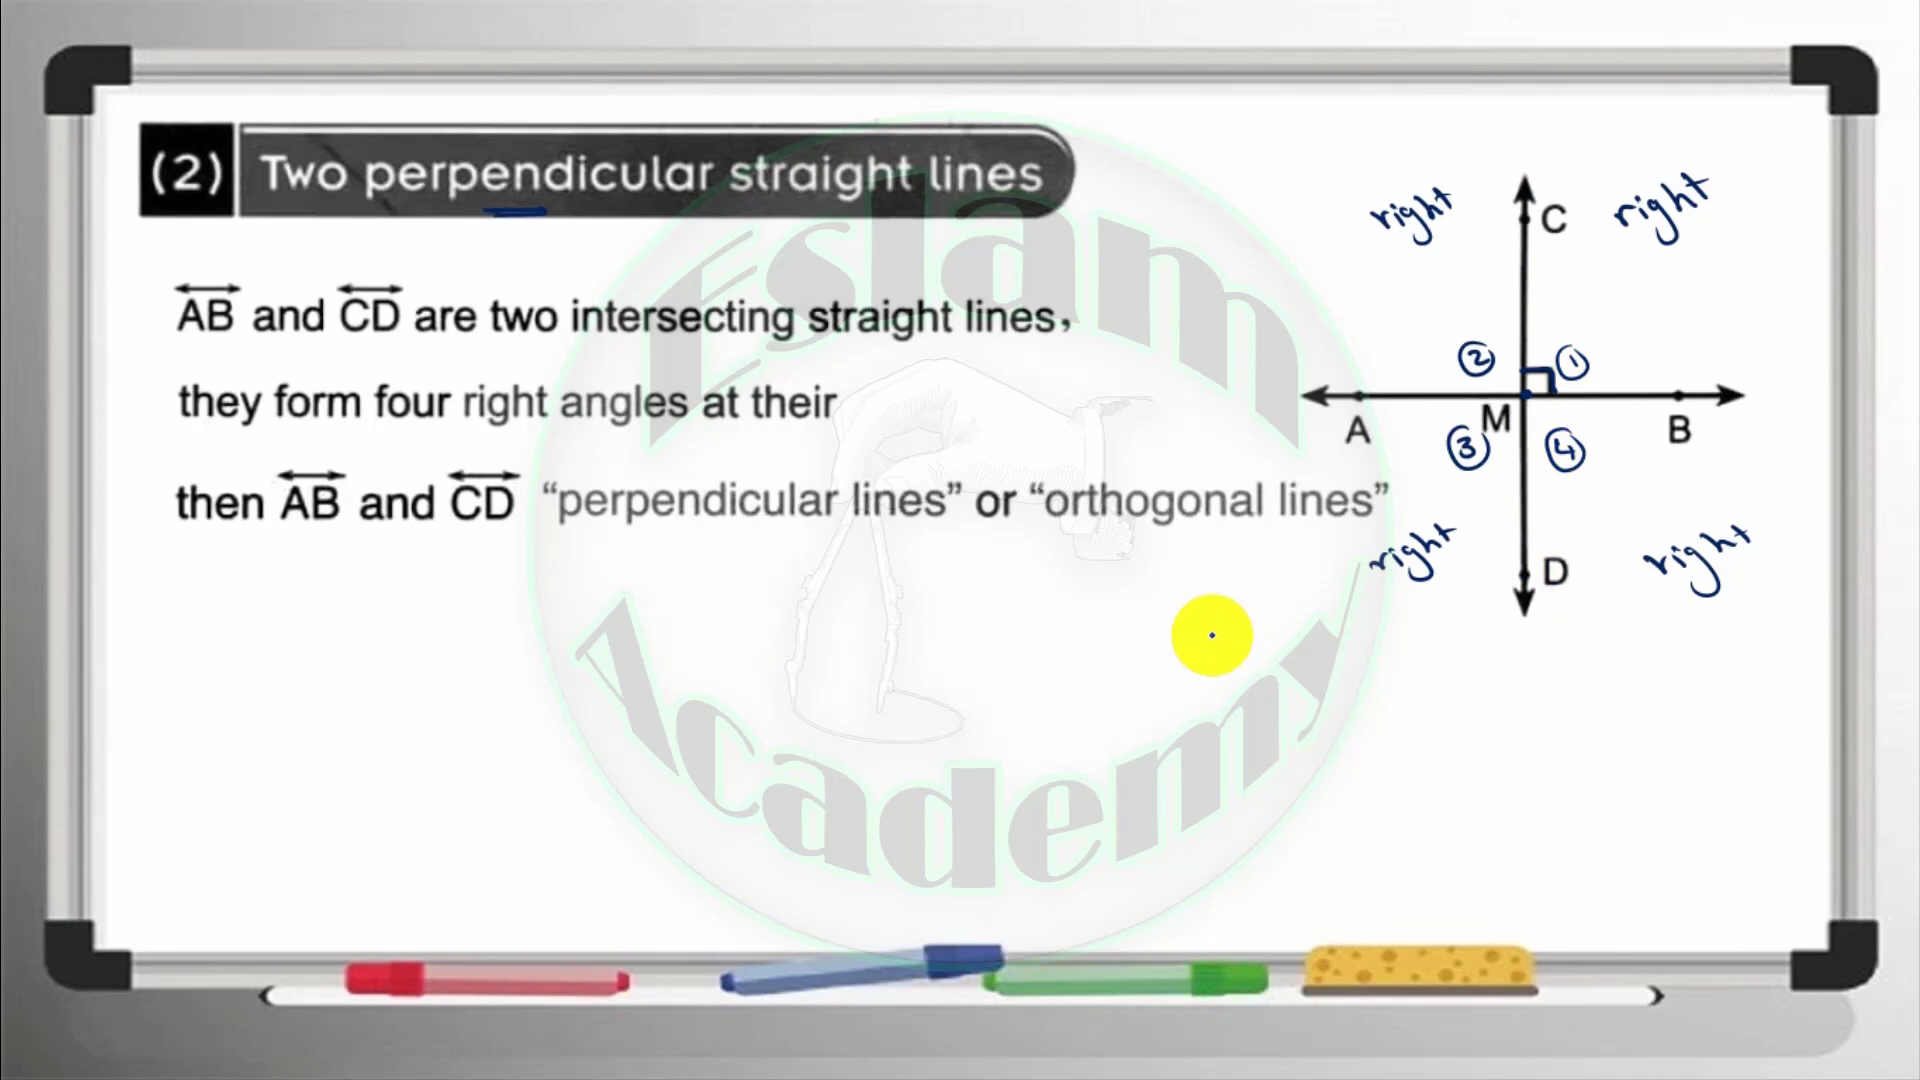 (2) Two perpendicular straight lines
AB and CD are two intersecting straight lines,
they form four right angles at their
then AB and CD “perpendicular lines” or “orthogonal lines”
right right
C
② ①
A M B
③ ④
right right
D
Eslam
Academy